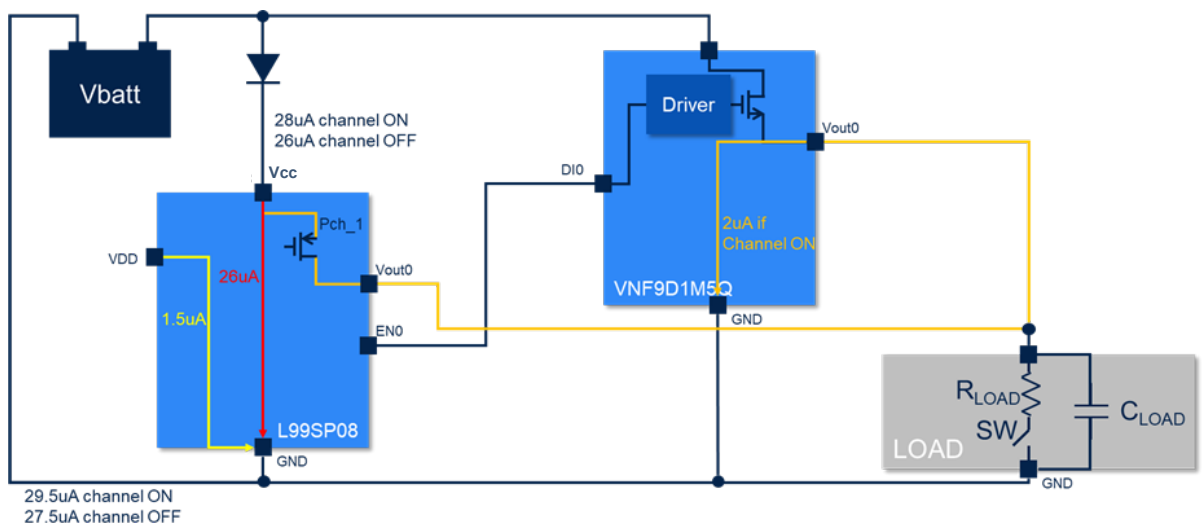 Vbatt
28uA channel ON
26uA channel OFF
Vcc
Pch_1
VDD
26uA
1.5uA
Vout0
EN0
L99SP08
GND
Driver
Vout0
DI0
2uA if
Channel ON
VNF9D1M5Q
GND
RLOAD
SW
CLOAD
LOAD
GND
29.5uA channel ON
27.5uA channel OFF